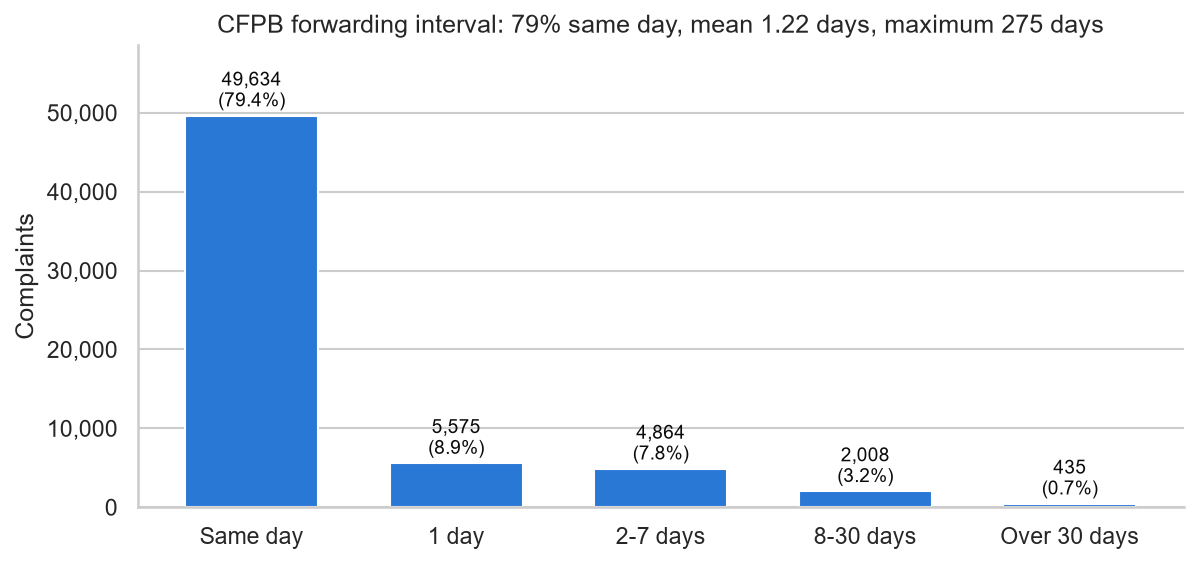 CFPB forwarding interval: 79% same day, mean 1.22 days, maximum 275 days
Complaints
50,000
40,000
30,000
20,000
10,000
0
49,634
(79.4%)
5,575
(8.9%)
4,864
(7.8%)
2,008
(3.2%)
435
(0.7%)
Same day
1 day
2-7 days
8-30 days
Over 30 days